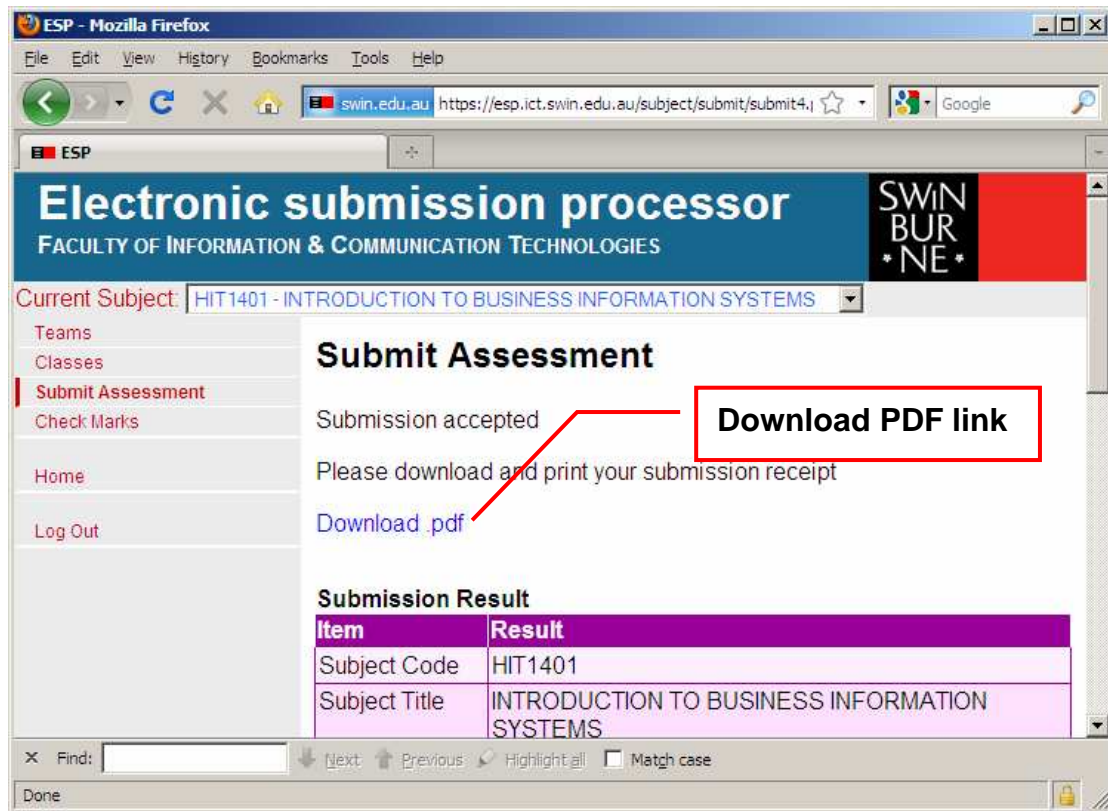 ESP - Mozilla Firefox
File Edit View History Bookmarks Tools Help
swin.edu.au https://esp.ict.swin.edu.au/subject/submit/submit4.p Google
ESP
Electronic submission processor
FACULTY OF INFORMATION & COMMUNICATION TECHNOLOGIES
SWiN
BUR
* NE *
Current Subject: HIT1401 - INTRODUCTION TO BUSINESS INFORMATION SYSTEMS
Teams
Classes
Submit Assessment
Check Marks
Home
Log Out
Submit Assessment
Submission accepted
Download PDF link
Please download and print your submission receipt
Download .pdf
Submission Result
Item Result
Subject Code HIT1401
Subject Title INTRODUCTION TO BUSINESS INFORMATION
SYSTEMS
Find: Next Previous Highlight all Match case
Done